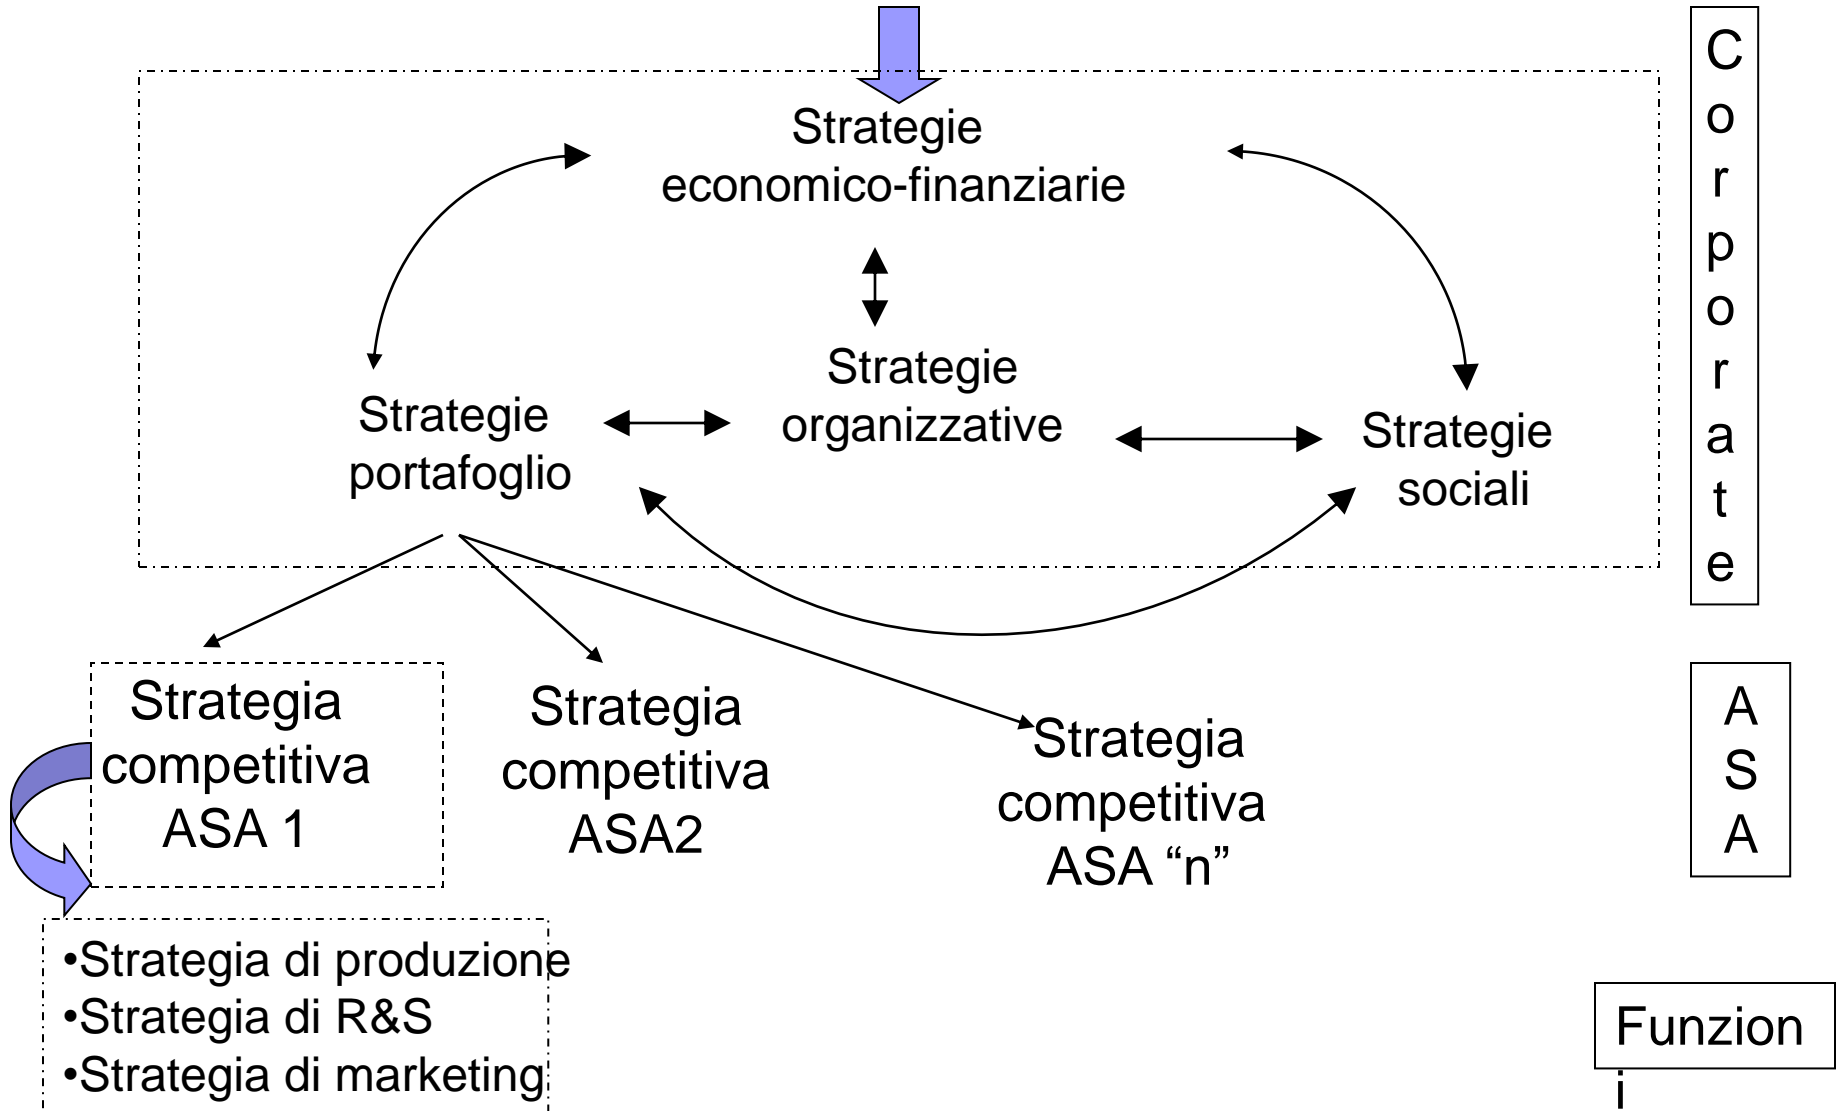 Strategie
economico-finanziarie
Strategie
organizzative
Strategie
portafoglio
Strategie
sociali
C
o
r
p
o
r
a
t
e
Strategia
competitiva
ASA 1
Strategia
competitiva
ASA2
Strategia
competitiva
ASA “n”
A
S
A
•Strategia di produzione
•Strategia di R&S
•Strategia di marketing
Funzion
i